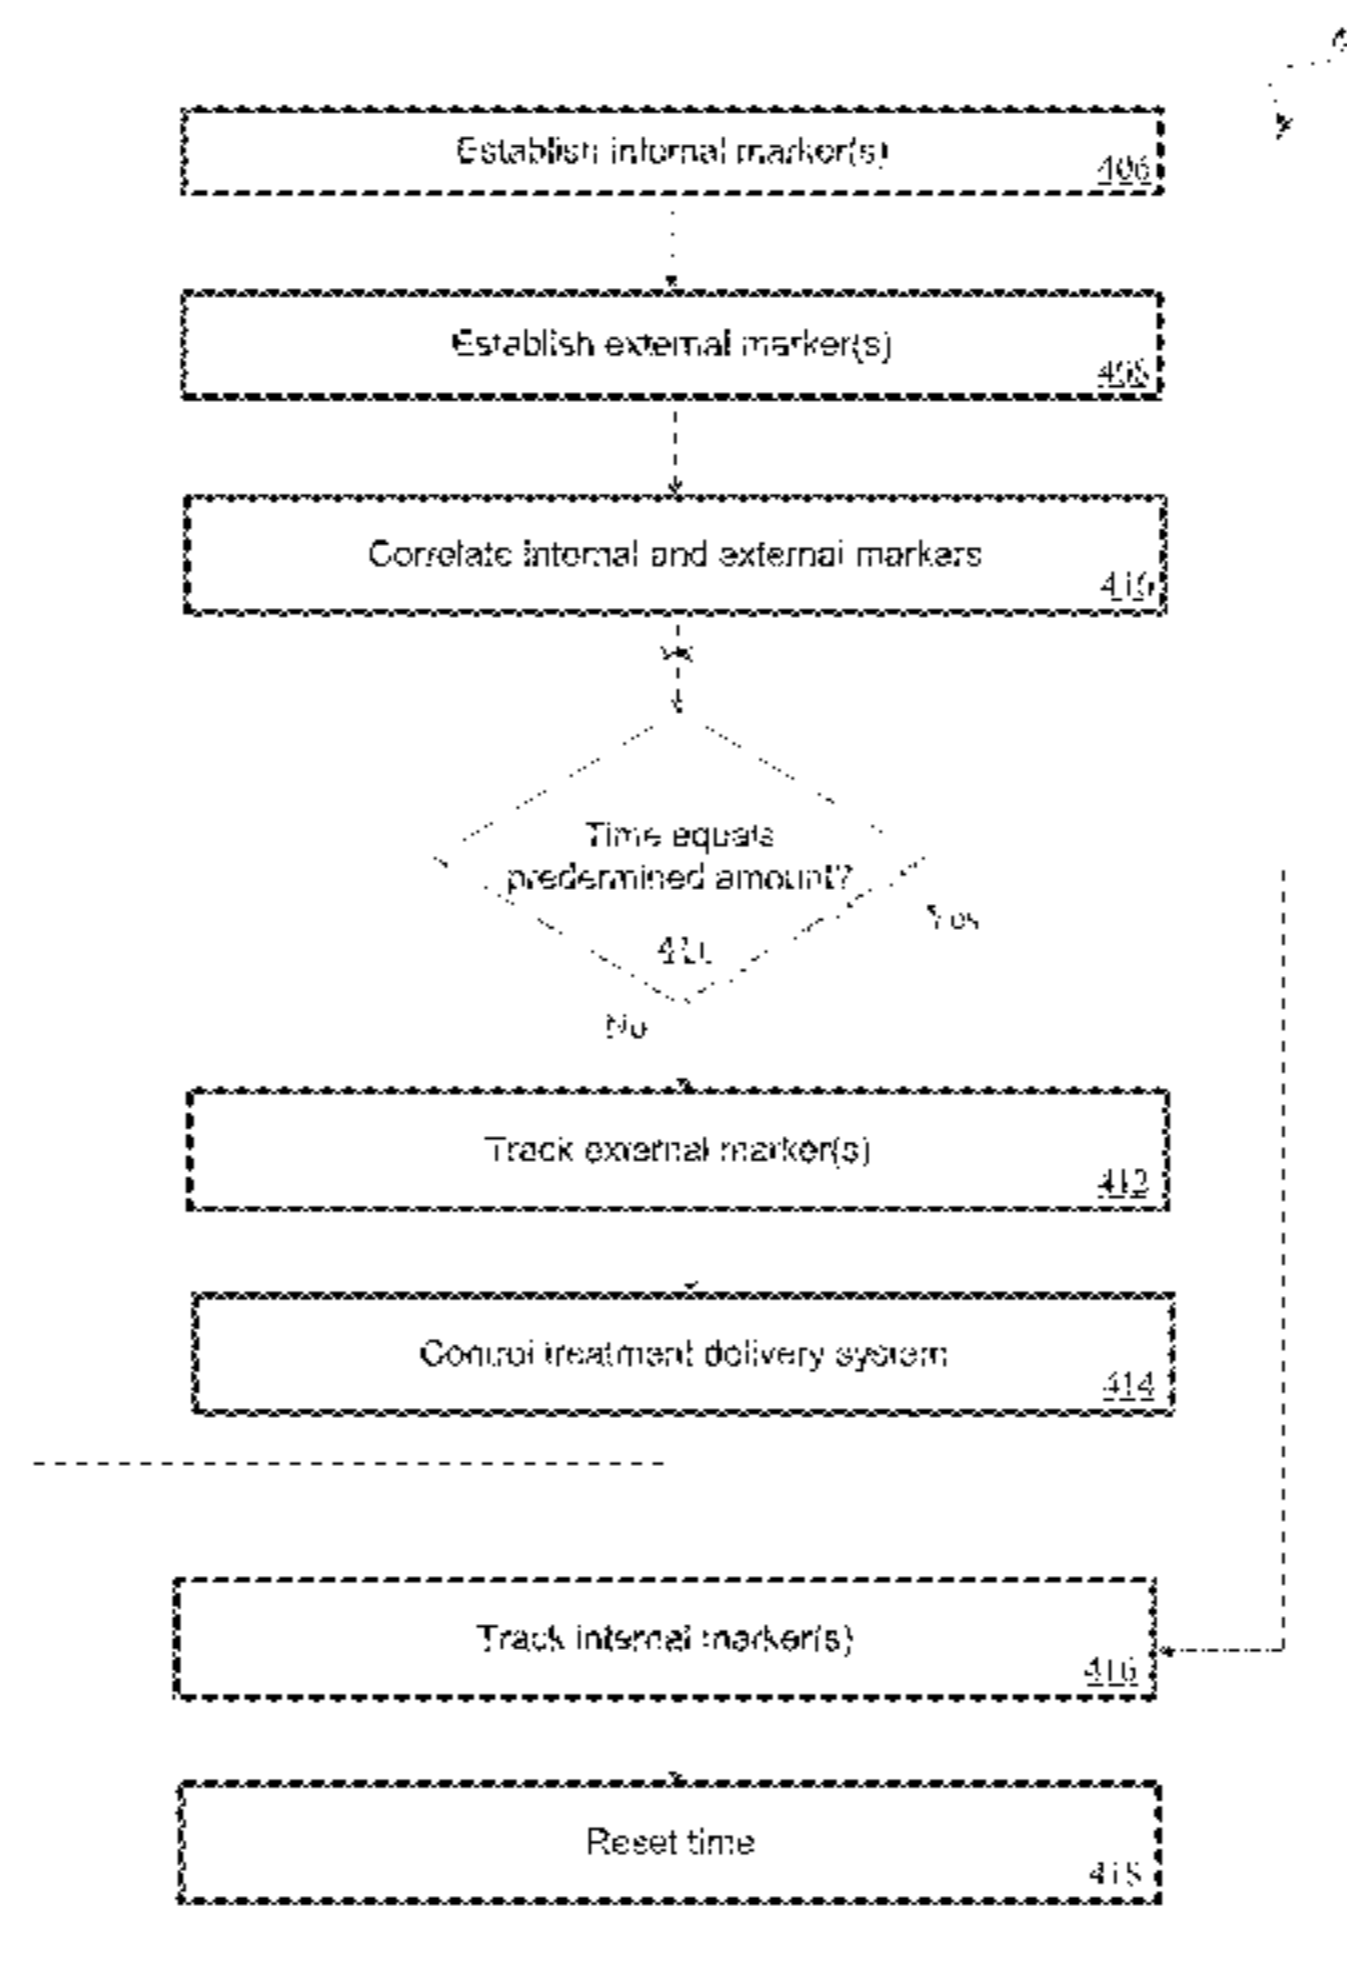 Establish internal marker(s)
406
Establish external marker(s)
408
Correlate internal and external markers
410
Time equals
predermined amount?
Yes
No
Track external marker(s)
412
Control treatment delivery system
414
Track internal marker(s)
416
Reset time
418